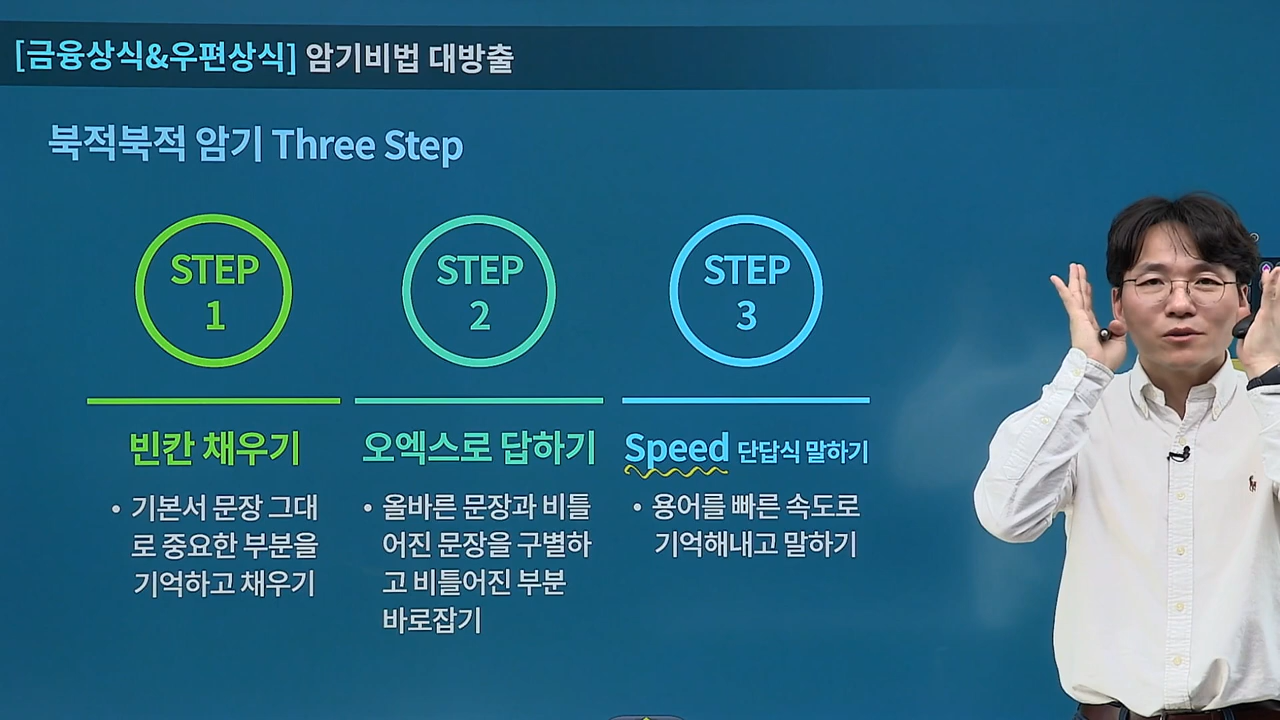 [금융상식&우편상식] 암기비법 대방출
북적북적 암기 Three Step
STEP
1
STEP
2
STEP
3
빈칸 채우기
오엑스로 답하기
Speed 단답식 말하기
• 기본서 문장 그대
로 중요한 부분을
기억하고 채우기
• 올바른 문장과 비틀
어진 문장을 구별하
고 비틀어진 부분
바로잡기
• 용어를 빠른 속도로
기억해내고 말하기